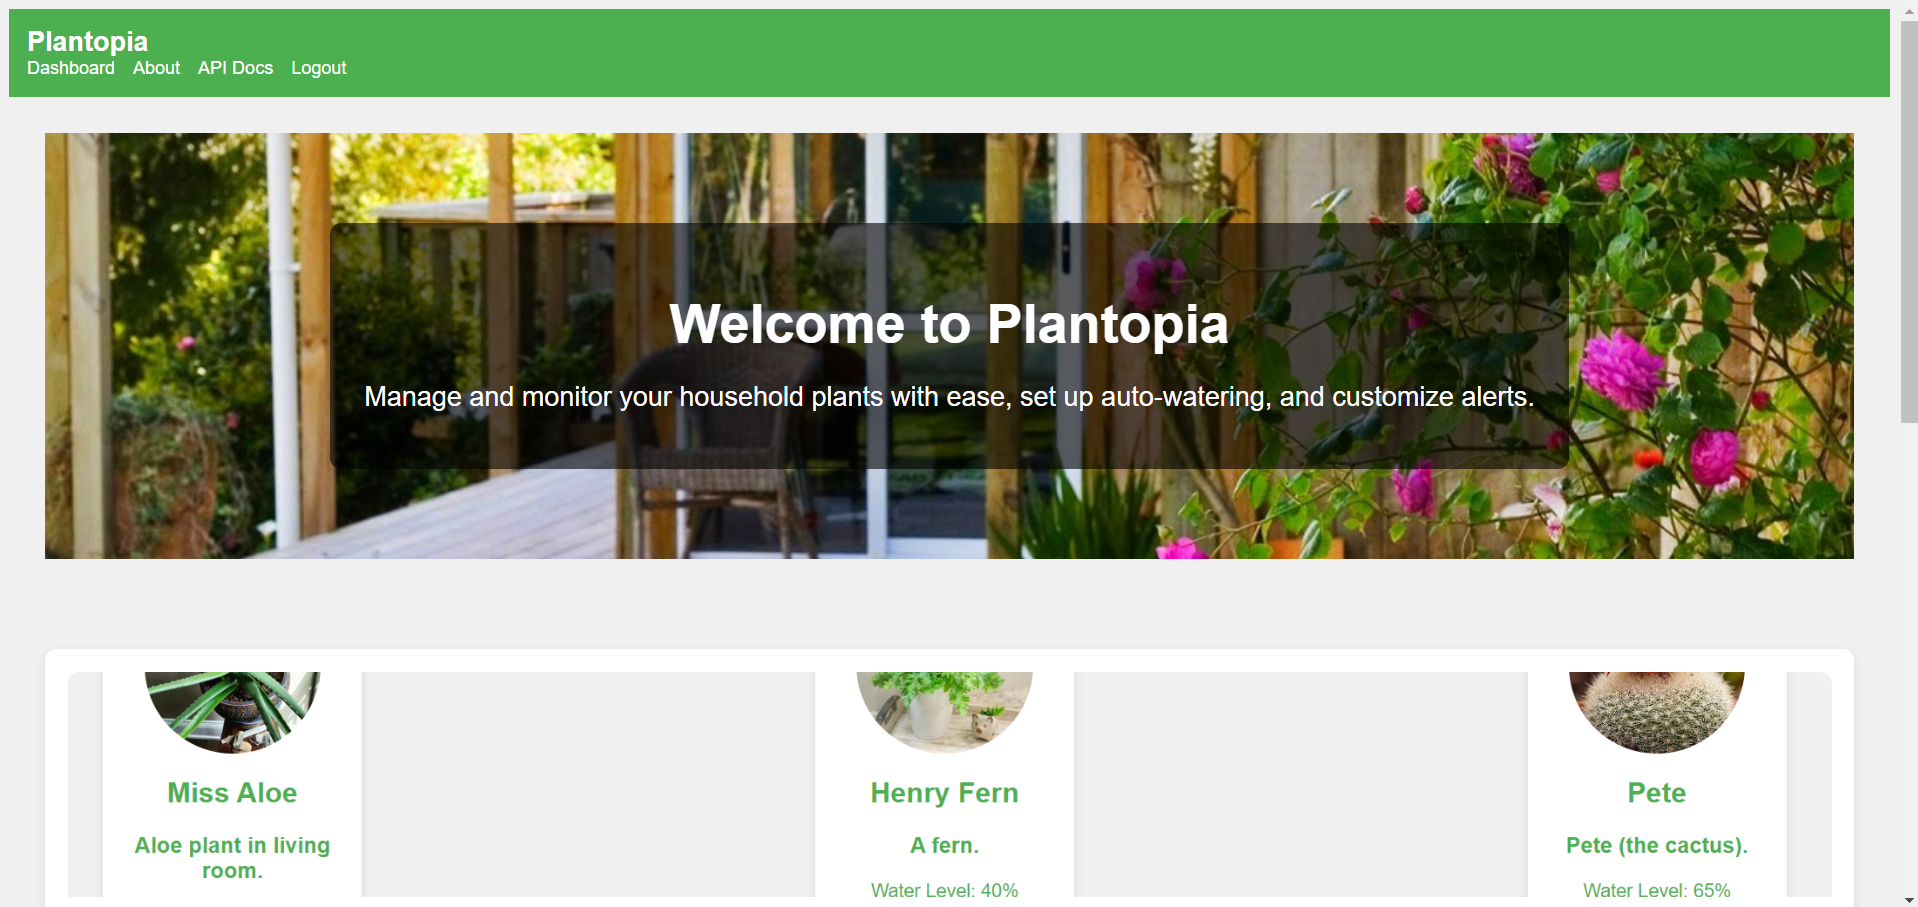 Plantopia
Dashboard About API Docs Logout
Welcome to Plantopia
Manage and monitor your household plants with ease, set up auto-watering, and customize alerts.
Miss Aloe
Aloe plant in living
room.
Henry Fern
A fern.
Water Level: 40%
Pete
Pete (the cactus).
Water Level: 65%